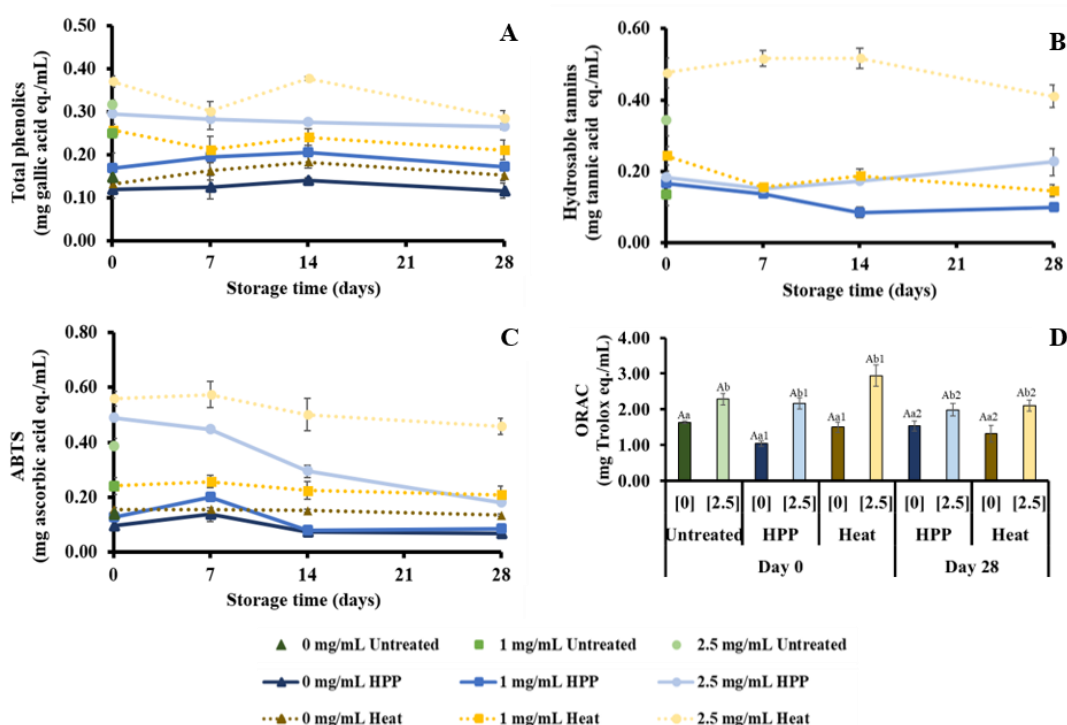 A
Total phenolics
(mg gallic acid eq./mL)
0.50
0.40
0.30
0.20
0.10
0.00
0 7 14 21 28
Storage time (days)
B
Hydrosable tannins
(mg tannic acid eq./mL)
0.60
0.40
0.20
0.00
0 7 14 21 28
Storage time (days)
C
ABTS
(mg ascorbic acid eq./mL)
0.80
0.60
0.40
0.20
0.00
0 7 14 21 28
Storage time (days)
D
ORAC
(mg Trolox eq./mL)
4.00
3.00
2.00
1.00
0.00
Aa Ab Aa1 Ab1 Aa1 Ab1 Aa2 Ab2 Aa2 Ab2
[0] [2.5] [0] [2.5] [0] [2.5] [0] [2.5] [0] [2.5]
Untreated HPP Heat HPP Heat
Day 0 Day 28
0 mg/mL Untreated 1 mg/mL Untreated 2.5 mg/mL Untreated
0 mg/mL HPP 1 mg/mL HPP 2.5 mg/mL HPP
0 mg/mL Heat 1 mg/mL Heat 2.5 mg/mL Heat